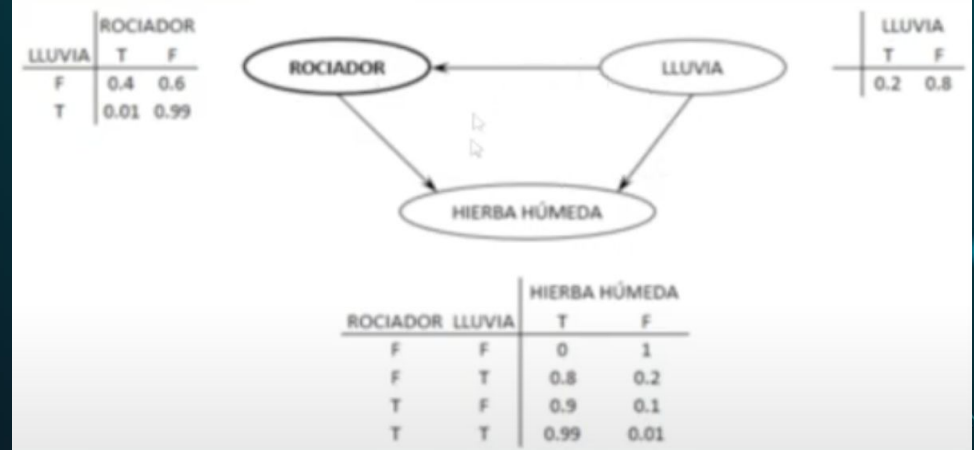 ROCIADOR
LLUVIA T F
F 0.4 0.6
T 0.01 0.99
ROCIADOR
LLUVIA
LLUVIA
T F
0.2 0.8
HIERBA HÚMEDA
HIERBA HÚMEDA
ROCIADOR LLUVIA T F
F F 0 1
F T 0.8 0.2
T F 0.9 0.1
T T 0.99 0.01